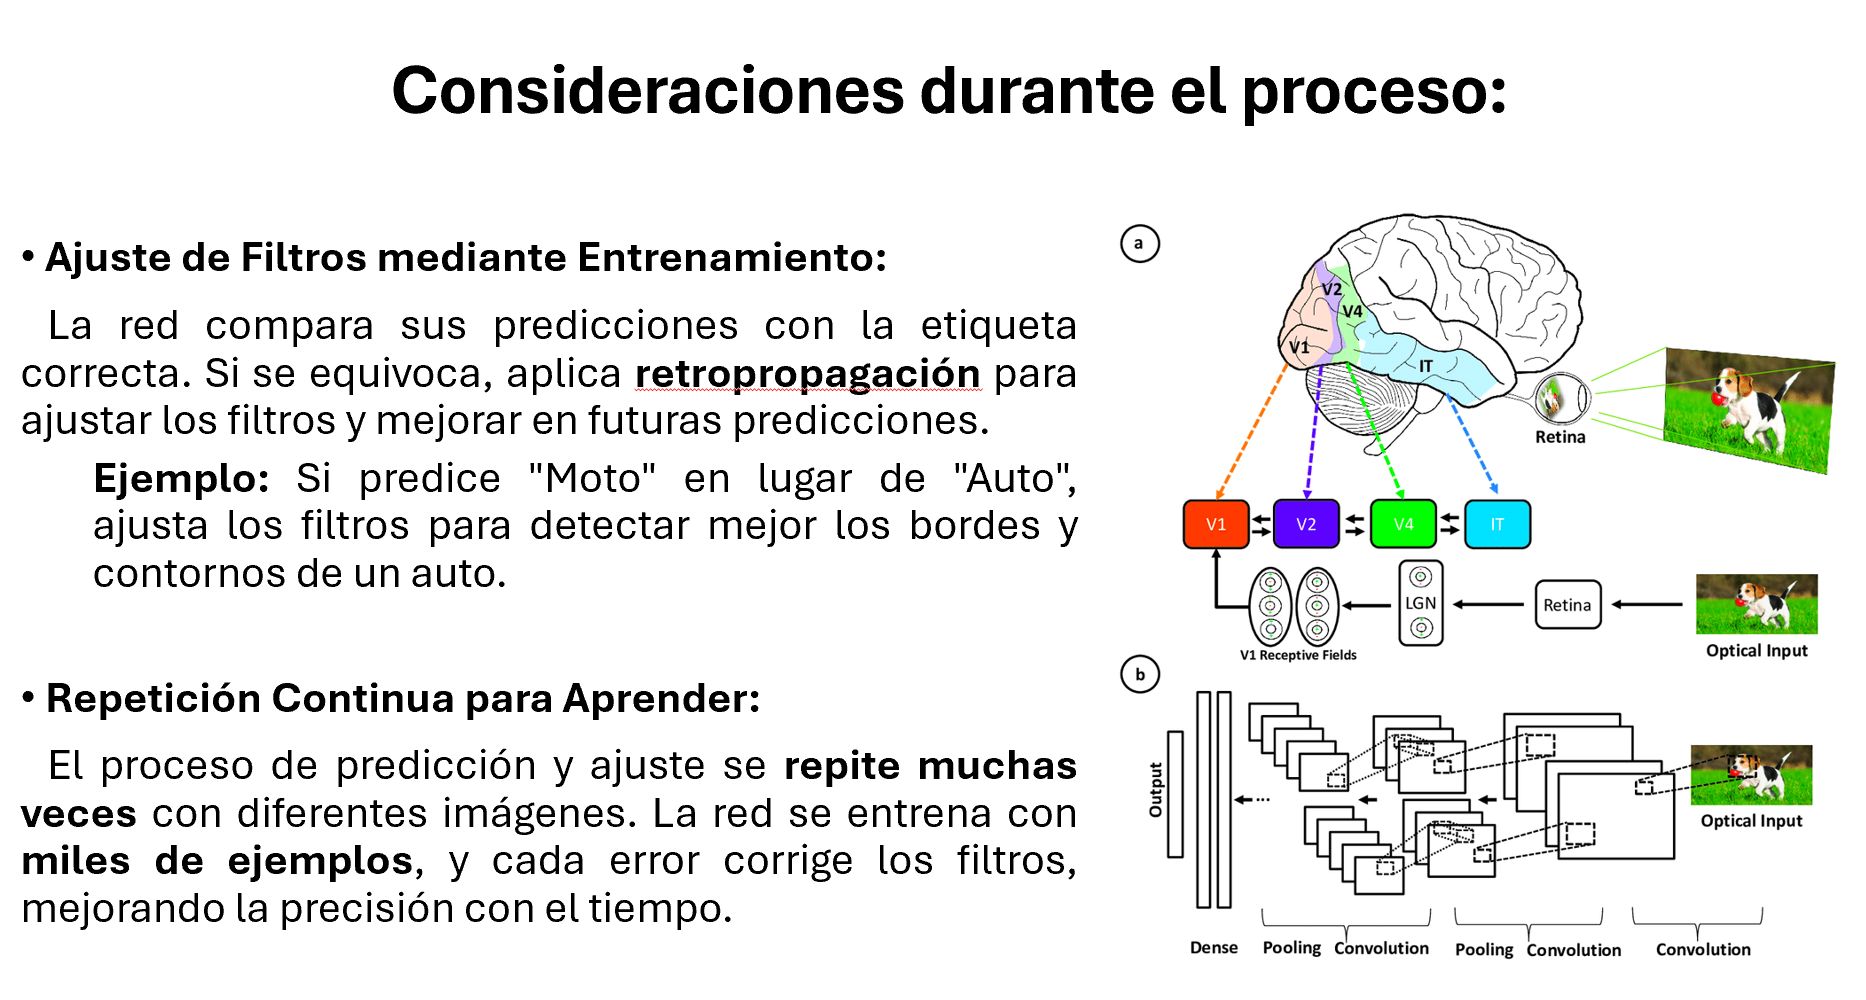 Consideraciones durante el proceso:
• Ajuste de Filtros mediante Entrenamiento:
La red compara sus predicciones con la etiqueta
correcta. Si se equivoca, aplica retropropagación para
ajustar los filtros y mejorar en futuras predicciones.
Ejemplo: Si predice "Moto" en lugar de "Auto",
ajusta los filtros para detectar mejor los bordes y
contornos de un auto.
• Repetición Continua para Aprender:
El proceso de predicción y ajuste se repite muchas
veces con diferentes imágenes. La red se entrena con
miles de ejemplos, y cada error corrige los filtros,
mejorando la precisión con el tiempo.
a
V2
V4
V1
IT
Retina
V1 V2 V4 IT
LGN
Retina
V1 Receptive Fields
Optical Input
b
Output
...
Optical Input
Dense Pooling Convolution Pooling Convolution Convolution